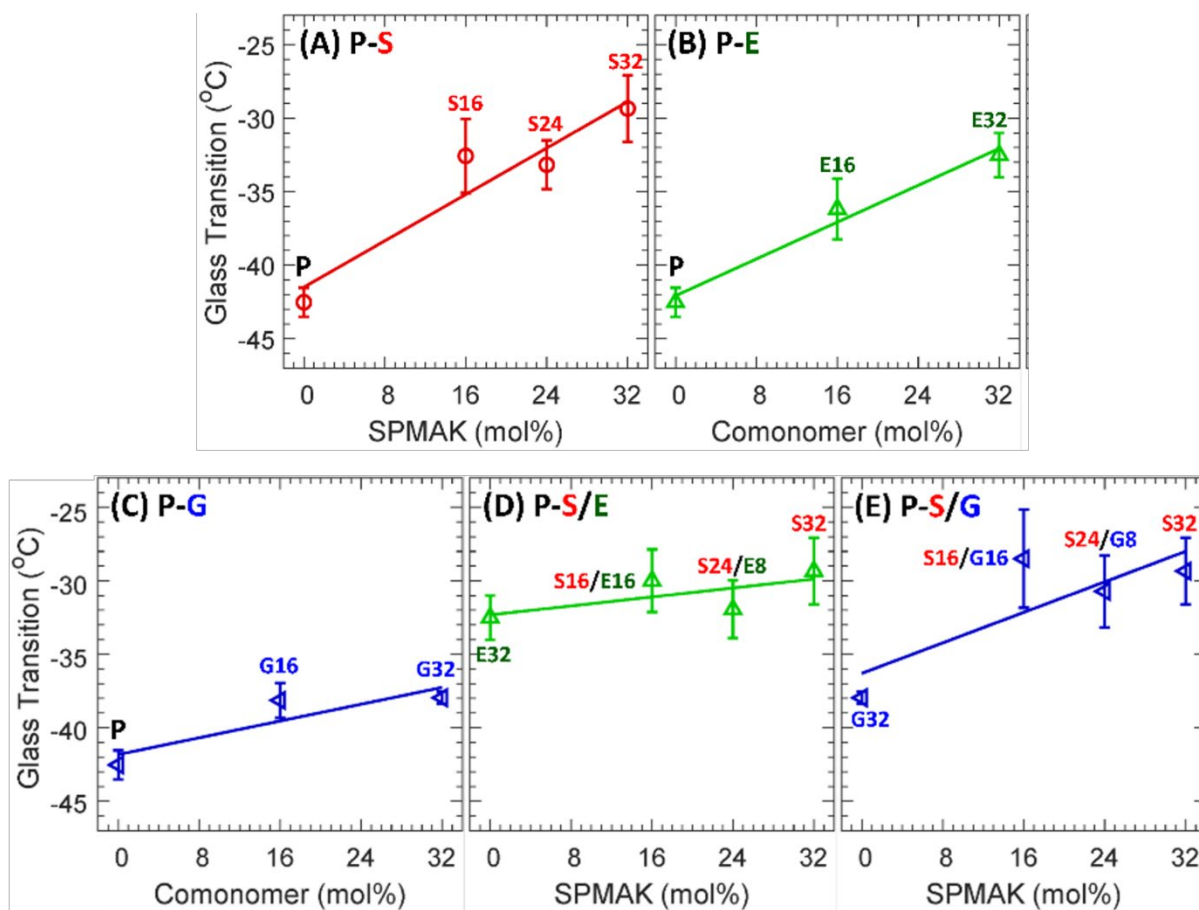 (A) P-S
(B) P-E
Glass Transition (°C)
-25
-30
-35
-40
-45
S16
S24
S32
P
E16
E32
P
0 8 16 24 32
0 8 16 24 32
SPMAK (mol%)
Comonomer (mol%)
(C) P-G
(D) P-S/E
(E) P-S/G
Glass Transition (°C)
-25
-30
-35
-40
-45
P
G16
G32
E32
S16/E16
S24/E8
S32
G32
S16/G16
S24/G8
S32
0 8 16 24 32
0 8 16 24 32
0 8 16 24 32
Comonomer (mol%)
SPMAK (mol%)
SPMAK (mol%)